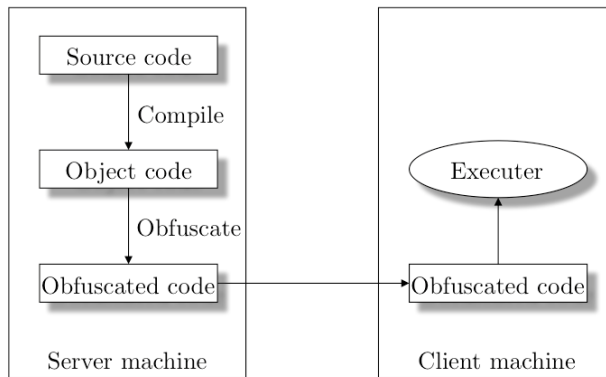 Source code
Compile
Object code
Obfuscate
Obfuscated code
Server machine
Executer
Obfuscated code
Client machine